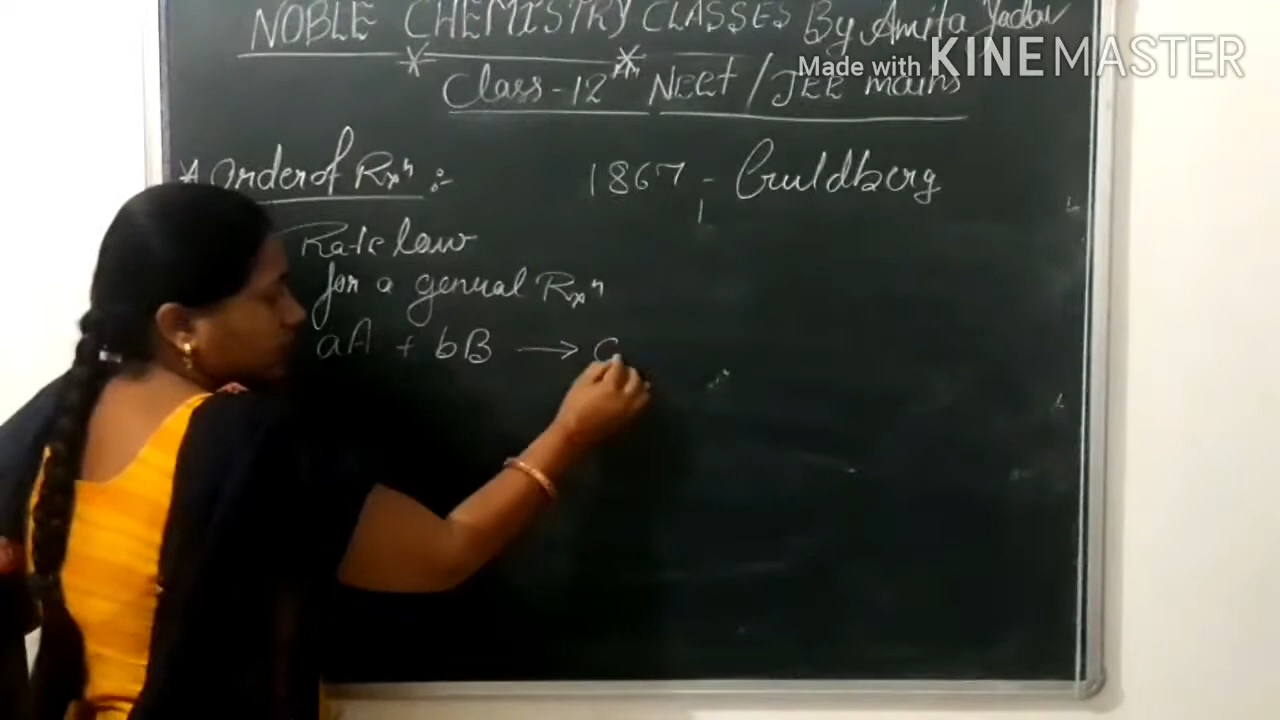 NOBLE CHEMISTRY CLASSES By Amita Yadav
Made with KINEMASTER
Class-12th NEET / JEE mains
* Order of Rxn :-
1867 - Guldberg
Rate law
for a genual Rxn
aA + bB → C